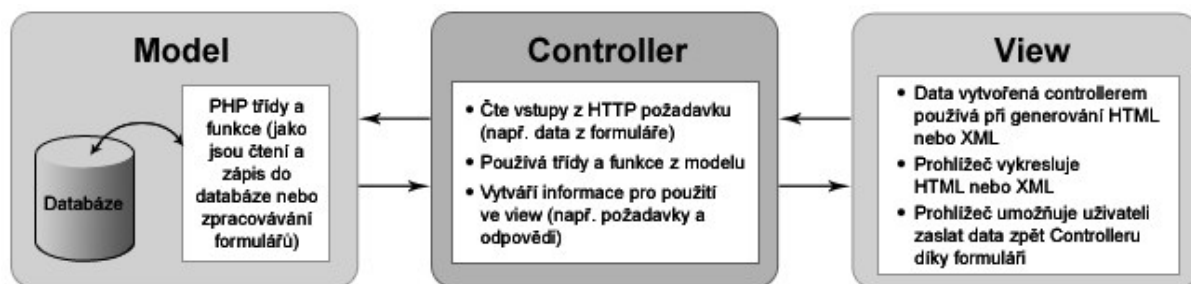 Model
Databáze
PHP třídy a
funkce (jako
jsou čtení a
zápis do
databáze nebo
zpracovávání
formulářů)
Controller
• Čte vstupy z HTTP požadavku
(např. data z formuláře)
• Používá třídy a funkce z modelu
• Vytváří informace pro použití
ve view (např. požadavky a
odpovědi)
View
• Data vytvořená controllerem
používá při generování HTML
nebo XML
• Prohlížeč vykresluje
HTML nebo XML
• Prohlížeč umožňuje uživateli
zaslat data zpět Controlleru
díky formuláři